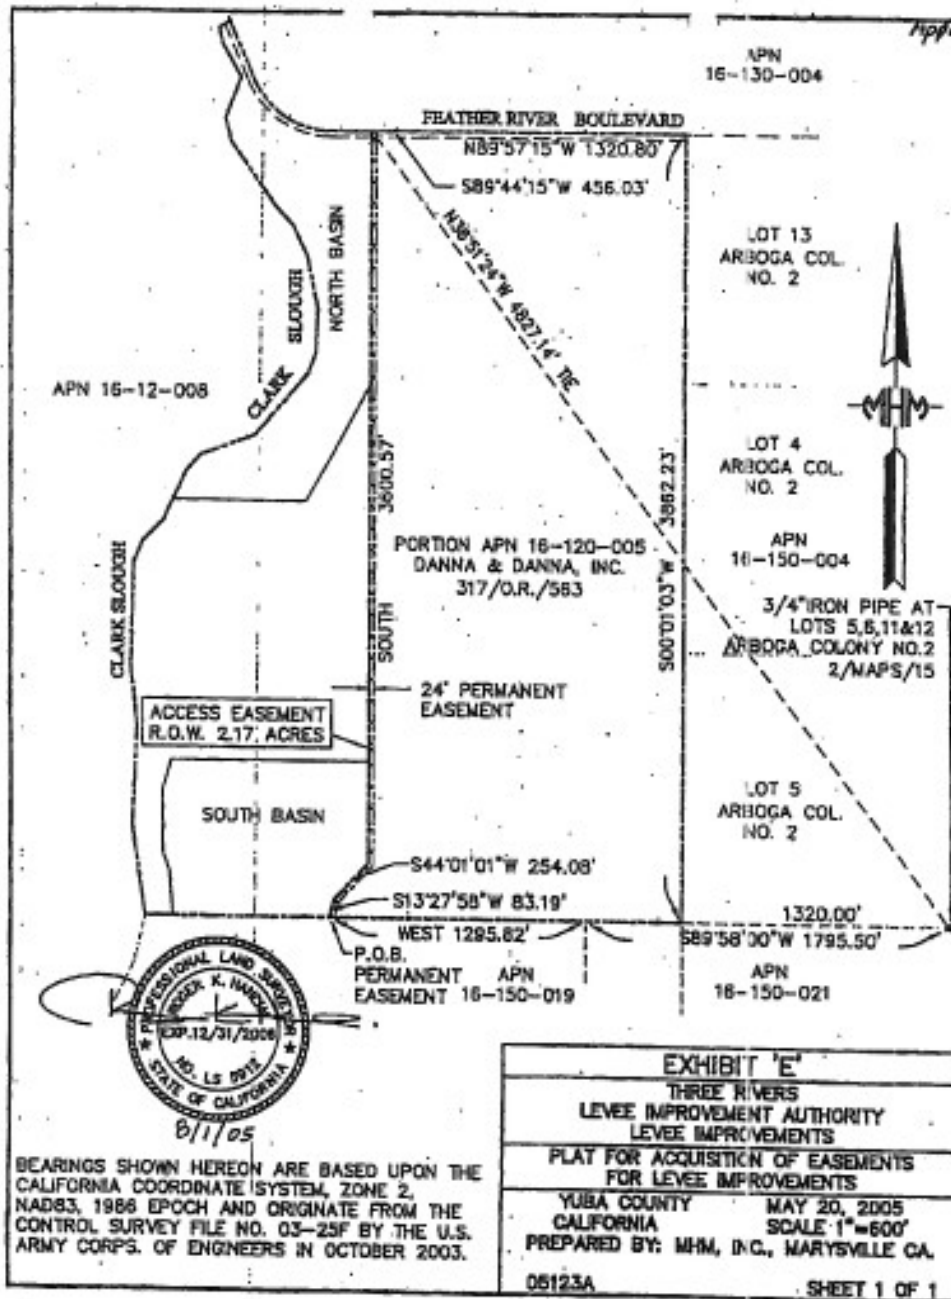 APN
16-130-004
FEATHER RIVER BOULEVARD
N89°57'15"W 1320.80'
S89°44'15"W 456.03'
N38°51'24"W 4827.14' TIE
NORTH BASIN
CLARK SLOUGH
LOT 13
ARBOGA COL.
NO. 2
APN 16-12-008
LOT 4
ARBOGA COL.
NO. 2
3600.57'
SOUTH
S00°01'03"W 3862.23'
PORTION APN 16-120-005
DANNA & DANNA, INC.
317/O.R./563
APN
16-150-004
3/4" IRON PIPE AT
LOTS 5,6,11&12
ARBOGA COLONY NO.2
2/MAPS/15
CLARK SLOUGH
24' PERMANENT
EASEMENT
ACCESS EASEMENT
R.O.W. 2.17 ACRES
SOUTH BASIN
LOT 5
ARBOGA COL.
NO. 2
S44°01'01"W 254.08'
S13°27'58"W 83.19'
WEST 1295.82'
1320.00'
S89°58'00"W 1795.50'
P.O.B.
PERMANENT
EASEMENT
APN
16-150-019
APN
16-150-021
PROFESSIONAL LAND SURVEYOR
ROGER K.
EXP.12/31/2006
NO. LS
STATE OF CALIFORNIA
8/1/05
BEARINGS SHOWN HEREON ARE BASED UPON THE
CALIFORNIA COORDINATE SYSTEM, ZONE 2,
NAD83, 1986 EPOCH AND ORIGINATE FROM THE
CONTROL SURVEY FILE NO. 03-25F BY THE U.S.
ARMY CORPS. OF ENGINEERS IN OCTOBER 2003.
EXHIBIT 'E'
THREE RIVERS
LEVEE IMPROVEMENT AUTHORITY
LEVEE IMPROVEMENTS
PLAT FOR ACQUISITION OF EASEMENTS
FOR LEVEE IMPROVEMENTS
YUBA COUNTY MAY 20, 2005
CALIFORNIA SCALE 1"=600'
PREPARED BY: MHM, INC., MARYSVILLE CA.
05123A SHEET 1 OF 1